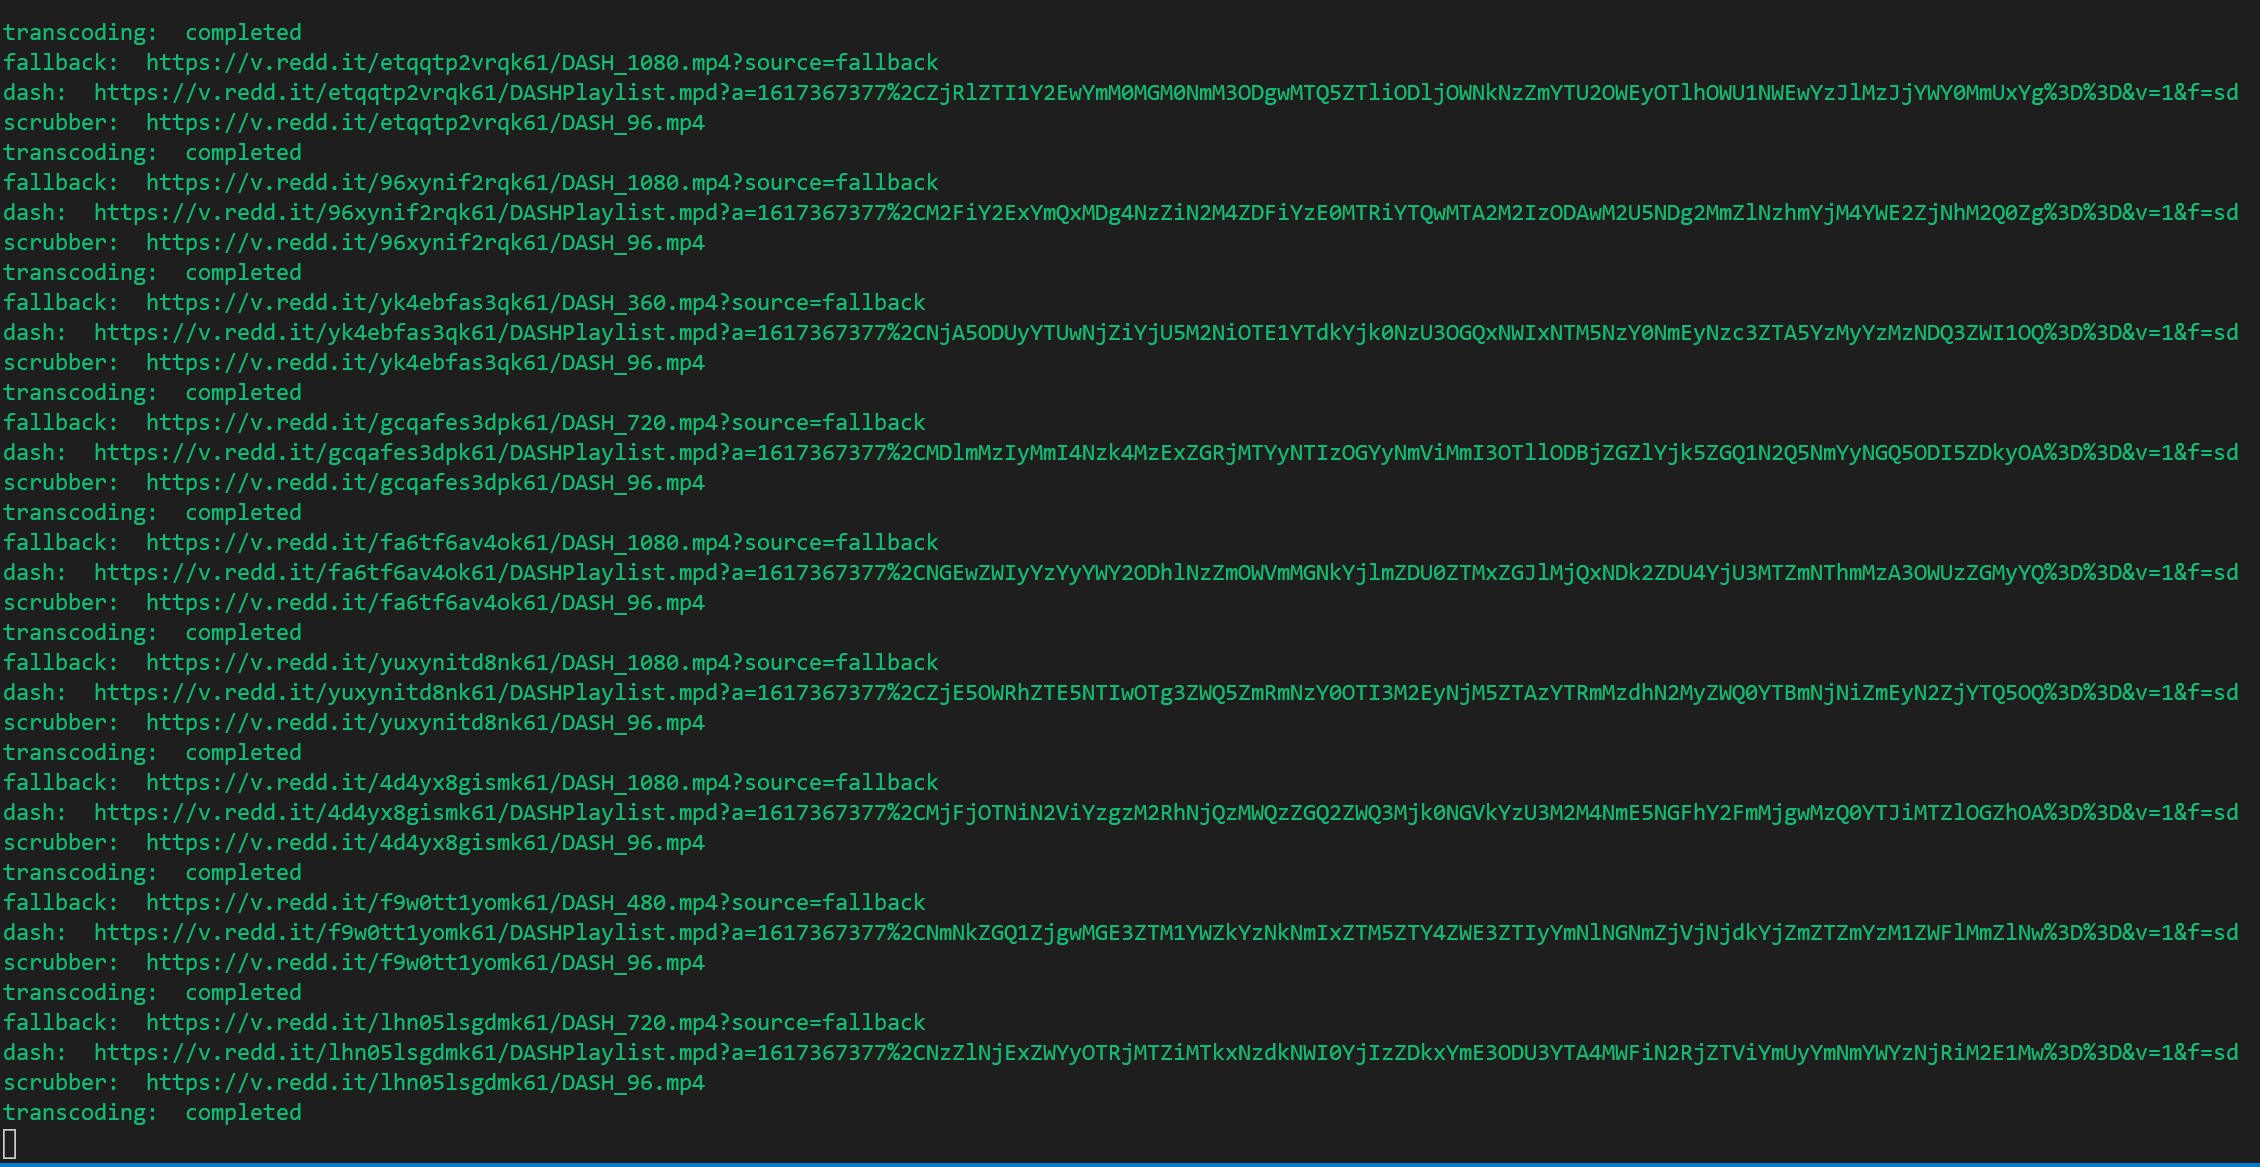 transcoding:  completed
fallback:  https://v.redd.it/etqqtp2vrqk61/DASH_1080.mp4?source=fallback
dash:  https://v.redd.it/etqqtp2vrqk61/DASHPlaylist.mpd?a=1617367377%2CZjRlZTI1Y2EwYmM0MGM0NmM3ODgwMTQ5ZTliODljOWNkNzZmYTU2OWEyOTlhOWU1NWEwYzJlMzJjYWY0MmUxYg%3D%3D&v=1&f=sd
scrubber:  https://v.redd.it/etqqtp2vrqk61/DASH_96.mp4
transcoding:  completed
fallback:  https://v.redd.it/96xynif2rqk61/DASH_1080.mp4?source=fallback
dash:  https://v.redd.it/96xynif2rqk61/DASHPlaylist.mpd?a=1617367377%2CM2FiY2ExYmQxMDg4NzZiN2M4ZDFiYzE0MTRiYTQwMTA2M2IzODAwM2U5NDg2MmZlNzhmYjM4YWE2ZjNhM2Q0Zg%3D%3D&v=1&f=sd
scrubber:  https://v.redd.it/96xynif2rqk61/DASH_96.mp4
transcoding:  completed
fallback:  https://v.redd.it/yk4ebfas3qk61/DASH_360.mp4?source=fallback
dash:  https://v.redd.it/yk4ebfas3qk61/DASHPlaylist.mpd?a=1617367377%2CNjA5ODUyYTUwNjZiYjU5M2NiOTE1YTdkYjk0NzU3OGQxNWIxNTM5NzY0NmEyNzc3ZTA5YzMyYzMzNDQ3ZWI1OQ%3D%3D&v=1&f=sd
scrubber:  https://v.redd.it/yk4ebfas3qk61/DASH_96.mp4
transcoding:  completed
fallback:  https://v.redd.it/gcqafes3dpk61/DASH_720.mp4?source=fallback
dash:  https://v.redd.it/gcqafes3dpk61/DASHPlaylist.mpd?a=1617367377%2CMDlmMzIyMmI4Nzk4MzExZGRjMTYyNTIzOGYyNmViMmI3OTllODBjZGZlYjk5ZGQ1N2Q5NmYyNGQ5ODI5ZDkyOA%3D%3D&v=1&f=sd
scrubber:  https://v.redd.it/gcqafes3dpk61/DASH_96.mp4
transcoding:  completed
fallback:  https://v.redd.it/fa6tf6av4ok61/DASH_1080.mp4?source=fallback
dash:  https://v.redd.it/fa6tf6av4ok61/DASHPlaylist.mpd?a=1617367377%2CNGEwZWIyYzYyYWY2ODhlNzZmOWVmMGNkYjlmZDU0ZTMxZGJlMjQxNDk2ZDU4YjU3MTZmNThmMzA3OWUzZGMyYQ%3D%3D&v=1&f=sd
scrubber:  https://v.redd.it/fa6tf6av4ok61/DASH_96.mp4
transcoding:  completed
fallback:  https://v.redd.it/yuxynitd8nk61/DASH_1080.mp4?source=fallback
dash:  https://v.redd.it/yuxynitd8nk61/DASHPlaylist.mpd?a=1617367377%2CZjE5OWRhZTE5NTIwOTg3ZWQ5ZmRmNzY0OTI3M2EyNjM5ZTAzYTRmMzdhN2MyZWQ0YTBmNjNiZmEyN2ZjYTQ5OQ%3D%3D&v=1&f=sd
scrubber:  https://v.redd.it/yuxynitd8nk61/DASH_96.mp4
transcoding:  completed
fallback:  https://v.redd.it/4d4yx8gismk61/DASH_1080.mp4?source=fallback
dash:  https://v.redd.it/4d4yx8gismk61/DASHPlaylist.mpd?a=1617367377%2CMjFjOTNiN2ViYzgzM2RhNjQzMWQzZGQ2ZWQ3Mjk0NGVkYzU3M2M4NmE5NGFhY2FmMjgwMzQ0YTJiMTZlOGZhOA%3D%3D&v=1&f=sd
scrubber:  https://v.redd.it/4d4yx8gismk61/DASH_96.mp4
transcoding:  completed
fallback:  https://v.redd.it/f9w0tt1yomk61/DASH_480.mp4?source=fallback
dash:  https://v.redd.it/f9w0tt1yomk61/DASHPlaylist.mpd?a=1617367377%2CNmNkZGQ1ZjgwMGE3ZTM1YWZkYzNkNmIxZTM5ZTY4ZWE3ZTIyYmNlNGNmZjVjNjdkYjZmZTZmYzM1ZWFlMmZlNw%3D%3D&v=1&f=sd
scrubber:  https://v.redd.it/f9w0tt1yomk61/DASH_96.mp4
transcoding:  completed
fallback:  https://v.redd.it/lhn05lsgdmk61/DASH_720.mp4?source=fallback
dash:  https://v.redd.it/lhn05lsgdmk61/DASHPlaylist.mpd?a=1617367377%2CNzZlNjExZWYyOTRjMTZiMTkxNzdkNWI0YjIzZDkxYmE3ODU3YTA4MWFiN2RjZTViYmUyYmNmYWYzNjRiM2E1Mw%3D%3D&v=1&f=sd
scrubber:  https://v.redd.it/lhn05lsgdmk61/DASH_96.mp4
transcoding:  completed